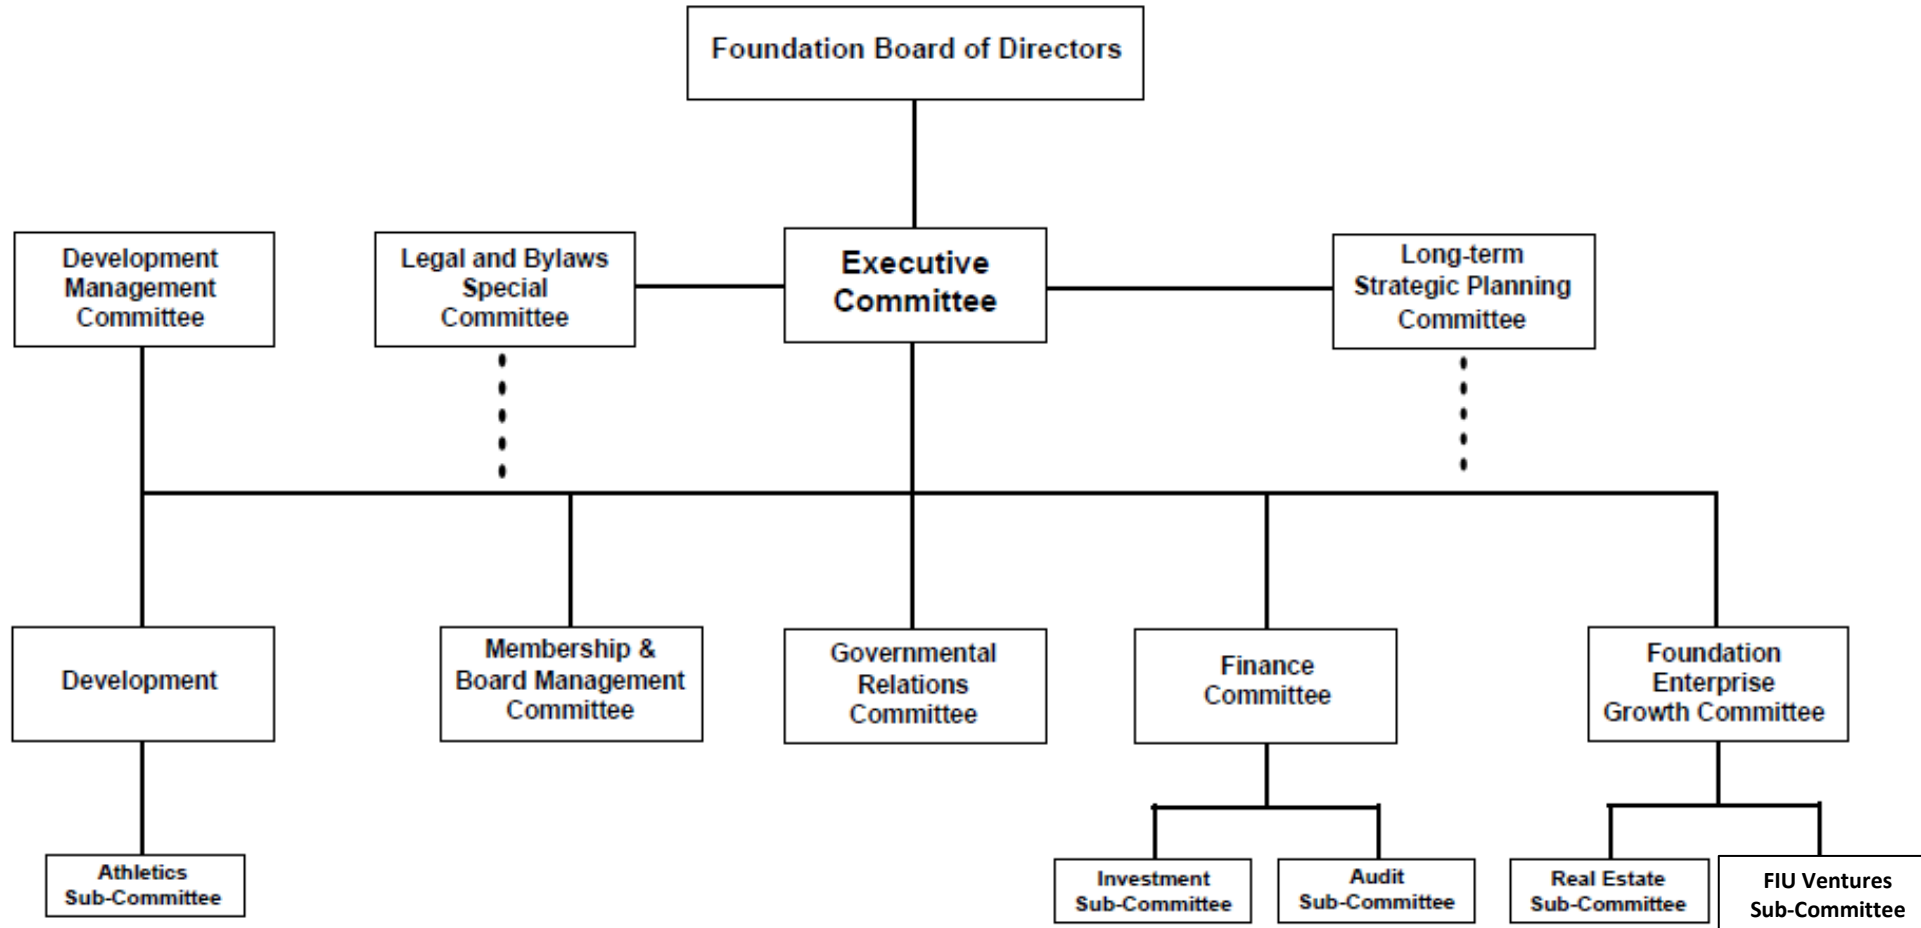 Foundation Board of Directors
Development
Management
Committee
Legal and Bylaws
Special
Committee
Executive
Committee
Long-term
Strategic Planning
Committee
Development
Membership &
Board Management
Committee
Governmental
Relations
Committee
Finance
Committee
Foundation
Enterprise
Growth Committee
Athletics
Sub-Committee
Investment
Sub-Committee
Audit
Sub-Committee
Real Estate
Sub-Committee
FIU Ventures
Sub-Committee